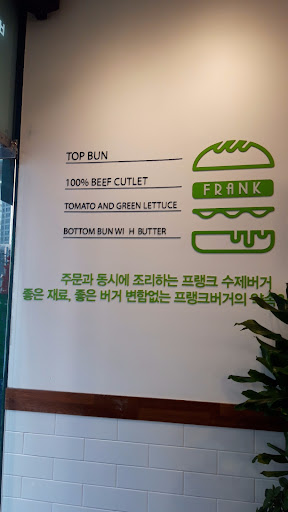 TOP BUN
100% BEEF CUTLET
FRANK
TOMATO AND GREEN LETTUCE
BOTTOM BUN WI H BUTTER
주문과 동시에 조리하는 프랭크 수제버거
좋은 재료, 좋은 버거 변함없는 프랭크버거의